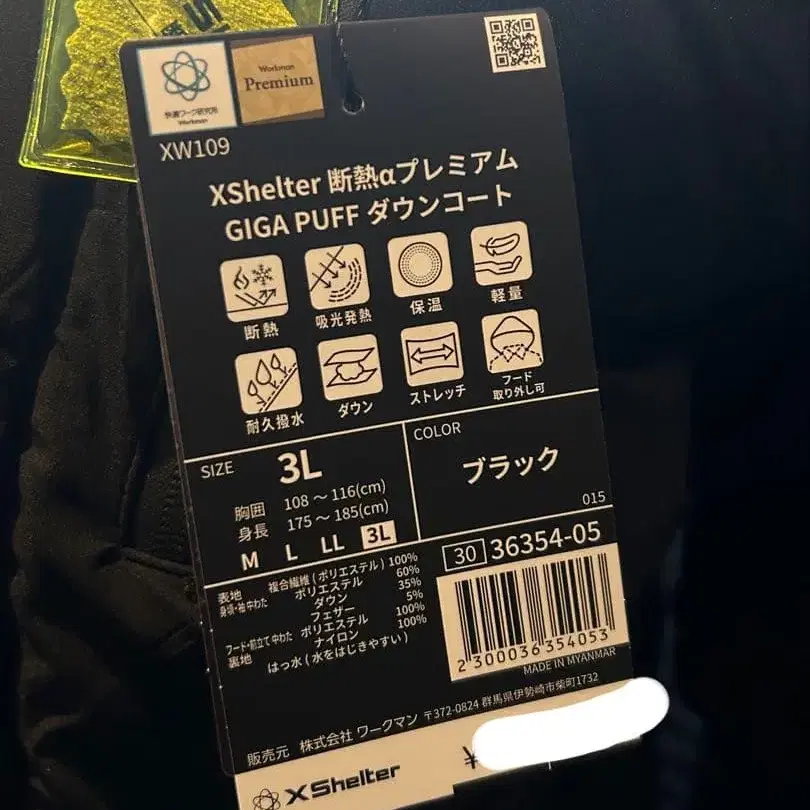 快適ワーク研究所
Workman
Workman
Premium
XW109
XShelter 断熱αプレミアム
GIGA PUFF ダウンコート
断熱
吸光発熱
保温
軽量
耐久撥水
ダウン
ストレッチ
フード
取り外し可
SIZE 3L
胸囲 108～116(cm)
身長 175～185(cm)
M L LL 3L
COLOR
ブラック
015
表地 複合繊維(ポリエステル) 100%
身頃・袖中わた ポリエステル 60%
ダウン 35%
フェザー 5%
フード・前立て中わた ポリエステル 100%
裏地 ナイロン 100%
はっ水(水をはじきやすい)
30 36354-05
2300036354053
MADE IN MYANMAR
販売元 株式会社 ワークマン 〒372-0824 群馬県伊勢崎市柴町1732
XShelter
¥